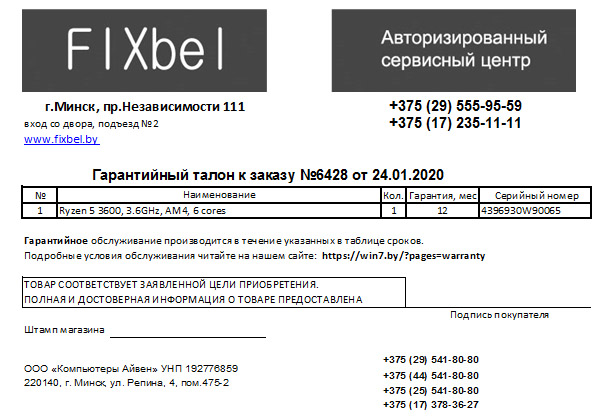 FIXbel
Авторизированный
сервисный центр
г.Минск, пр.Независимости 111
вход со двора, подъезд №2
www.fixbel.by
+375 (29) 555-95-59
+375 (17) 235-11-11
Гарантийный талон к заказу №6428 от 24.01.2020
№ Наименование Кол. Гарантия, мес Серийный номер
1 Ryzen 5 3600, 3.6GHz, AM4, 6 cores 1 12 4396930W90065
Гарантийное обслуживание производится в течение указанных в таблице сроков.
Подробные условия обслуживания читайте на нашем сайте: https://win7.by/?pages=warranty
ТОВАР СООТВЕТСТВУЕТ ЗАЯВЛЕННОЙ ЦЕЛИ ПРИОБРЕТЕНИЯ.
ПОЛНАЯ И ДОСТОВЕРНАЯ ИНФОРМАЦИЯ О ТОВАРЕ ПРЕДОСТАВЛЕНА
Подпись покупателя
Штамп магазина
ООО «Компьютеры Айвен» УНП 192776859
220140, г. Минск, ул. Репина, 4, пом.475-2
+375 (29) 541-80-80
+375 (44) 541-80-80
+375 (25) 541-80-80
+375 (17) 378-36-27